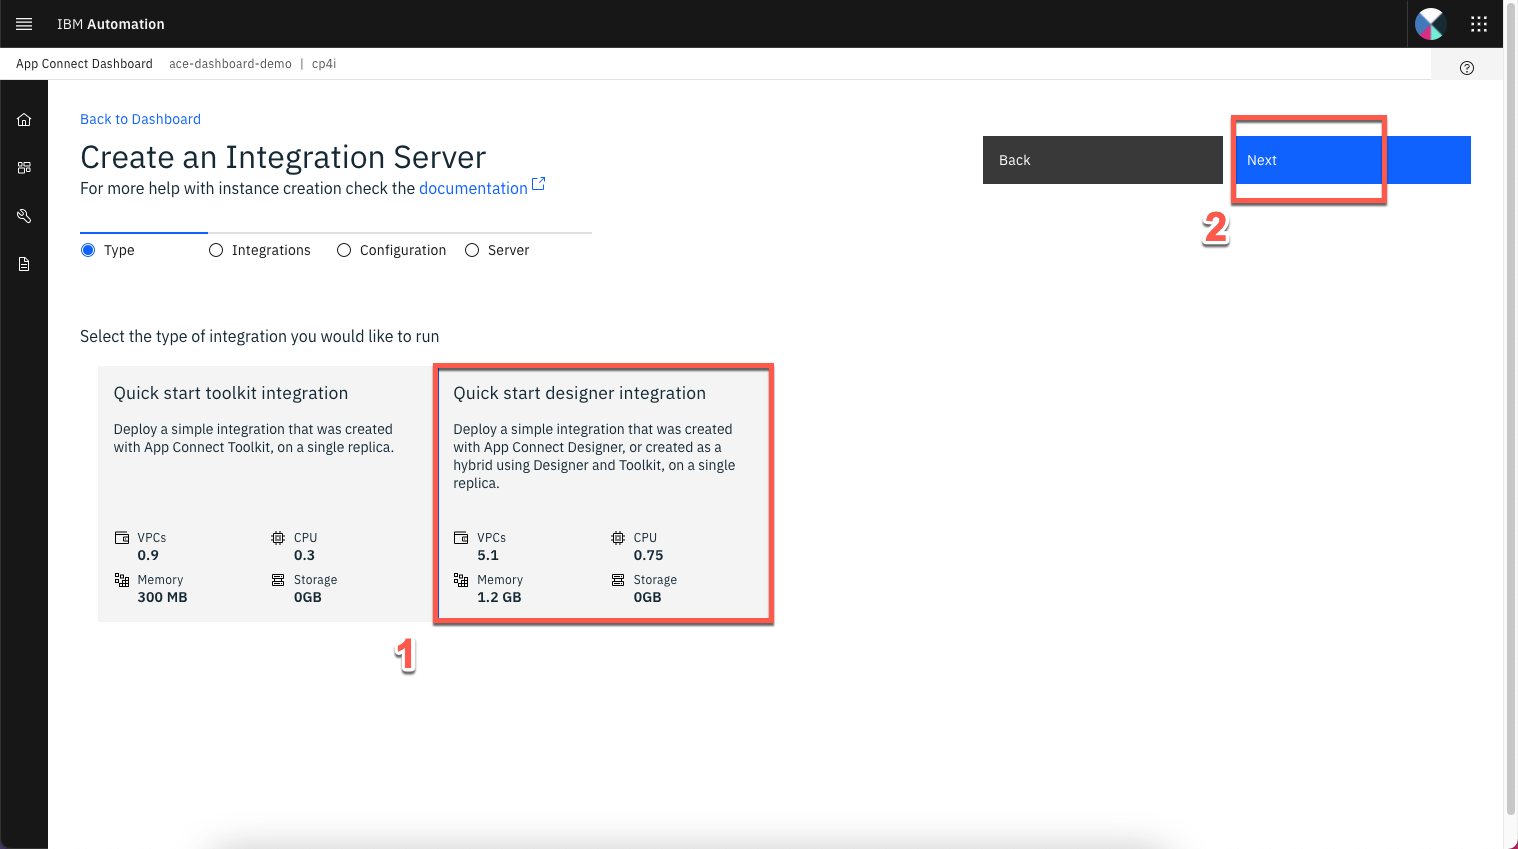 IBM Automation
App Connect Dashboard ace-dashboard-demo | cp4i
Back to Dashboard
Create an Integration Server
For more help with instance creation check the documentation
Back
Next
2
Type
Integrations
Configuration
Server
Select the type of integration you would like to run
Quick start toolkit integration
Deploy a simple integration that was created
with App Connect Toolkit, on a single replica.
VPCs
0.9
CPU
0.3
Memory
300 MB
Storage
0GB
Quick start designer integration
Deploy a simple integration that was created
with App Connect Designer, or created as a
hybrid using Designer and Toolkit, on a single
replica.
VPCs
5.1
CPU
0.75
Memory
1.2 GB
Storage
0GB
1